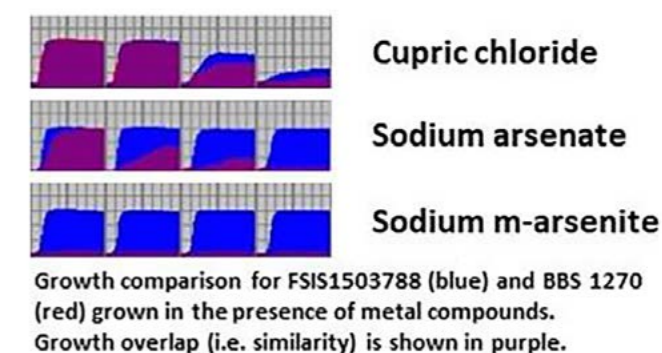 Cupric chloride
Sodium arsenate
Sodium m-arsenite
Growth comparison for FSIS1503788 (blue) and BBS 1270
(red) grown in the presence of metal compounds.
Growth overlap (i.e. similarity) is shown in purple.